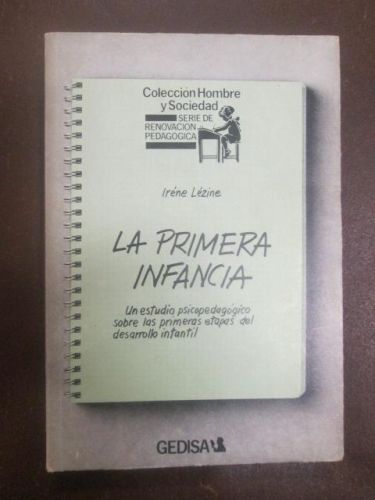 Colección Hombre
y Sociedad
SERIE DE
RENOVACION
PEDAGOGICA
Iréne Lézine
LA PRIMERA
INFANCIA
Un estudio psicopedagógico
sobre las primeras etapas del
desarrollo infantil
GEDISA